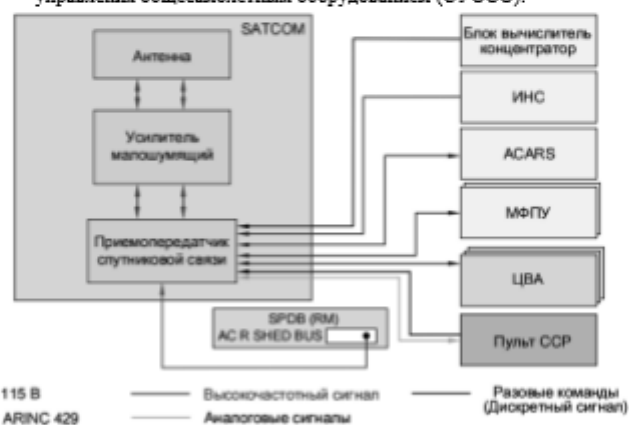 управления общесамолетным оборудованием (СУОСО).
SATCOM
Антенна
Усилитель
малошумящий
Приемопередатчик
спутниковой связи
SPDB (RM)
AC R SHED BUS
Блок вычислитель
концентратор
ИНС
ACARS
МФПУ
ЦВА
Пульт ССР
115 В
Высокочастотный сигнал
Разовые команды
(Дискретный сигнал)
ARINC 429
Аналоговые сигналы